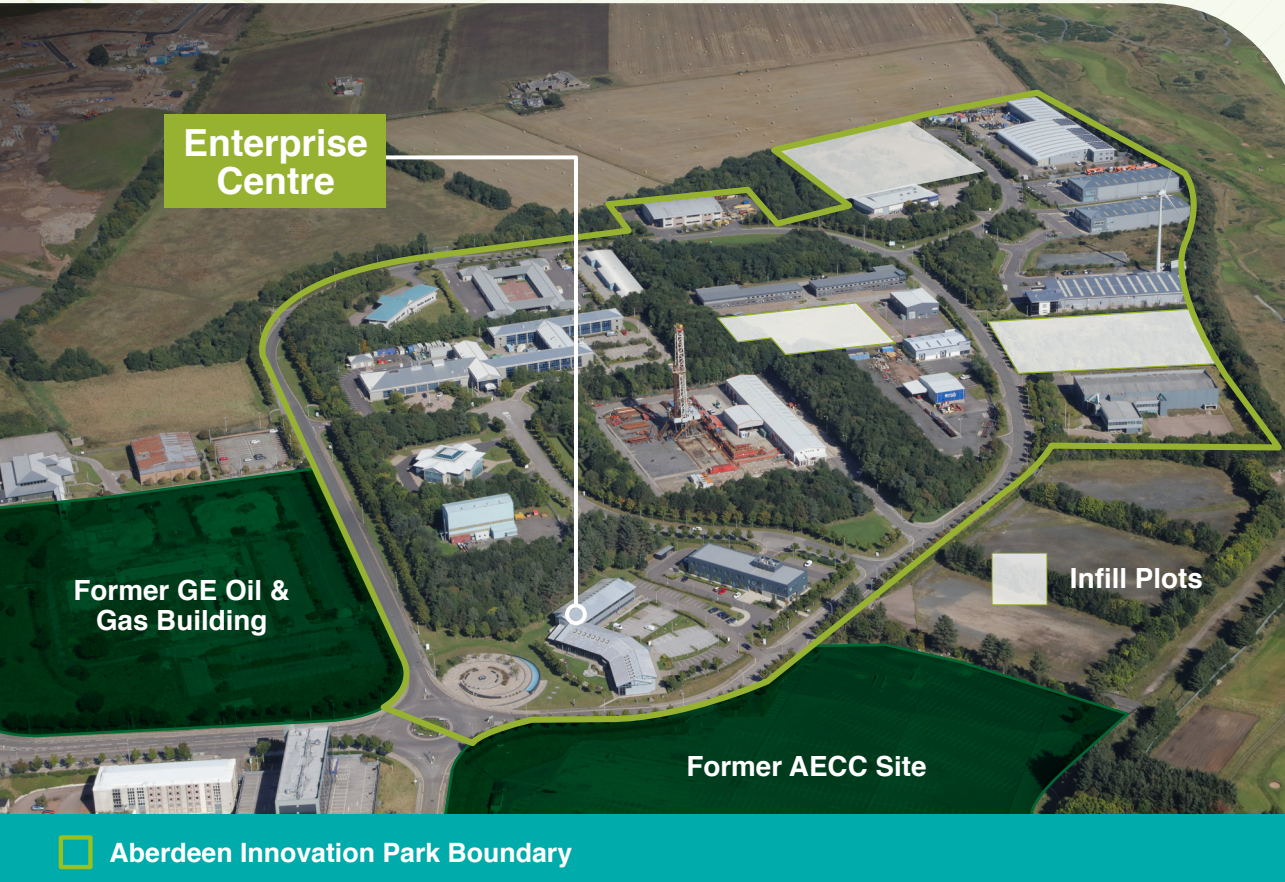 Enterprise
Centre
Former GE Oil &
Gas Building
Infill Plots
Former AECC Site
Aberdeen Innovation Park Boundary